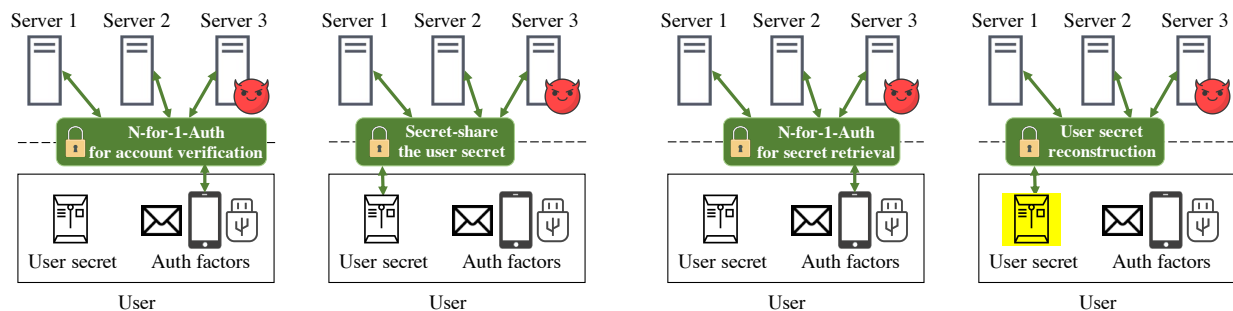 Server 1 Server 2 Server 3
N-for-1-Auth
for account verification
User secret Auth factors
User
Server 1 Server 2 Server 3
Secret-share
the user secret
User secret Auth factors
User
Server 1 Server 2 Server 3
N-for-1-Auth
for secret retrieval
User secret Auth factors
User
Server 1 Server 2 Server 3
User secret
reconstruction
User secret Auth factors
User